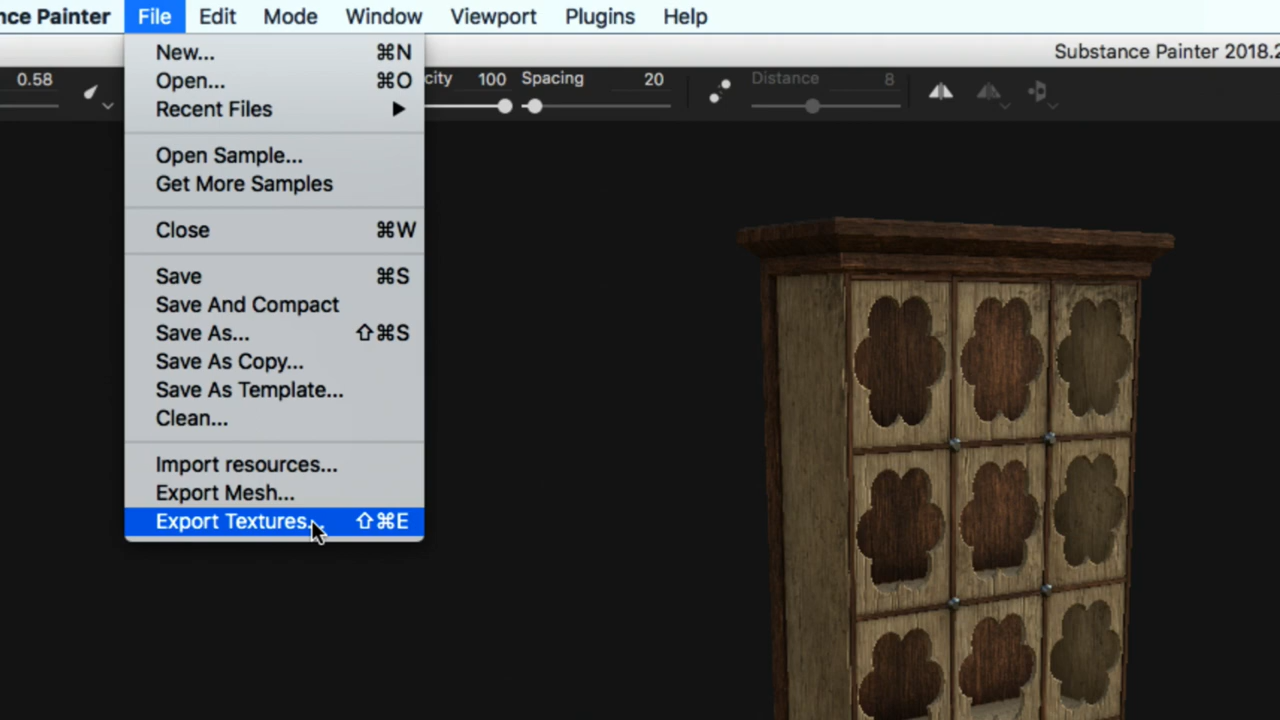 nce Painter File Edit Mode Window Viewport Plugins Help
Substance Painter 2018.2
0.58 city 100 Spacing 20 Distance 8
New... ⌘N
Open... ⌘O
Recent Files ▶
Open Sample...
Get More Samples
Close ⌘W
Save ⌘S
Save And Compact
Save As... ⇧⌘S
Save As Copy...
Save As Template...
Clean...
Import resources...
Export Mesh...
Export Textures... ⇧⌘E